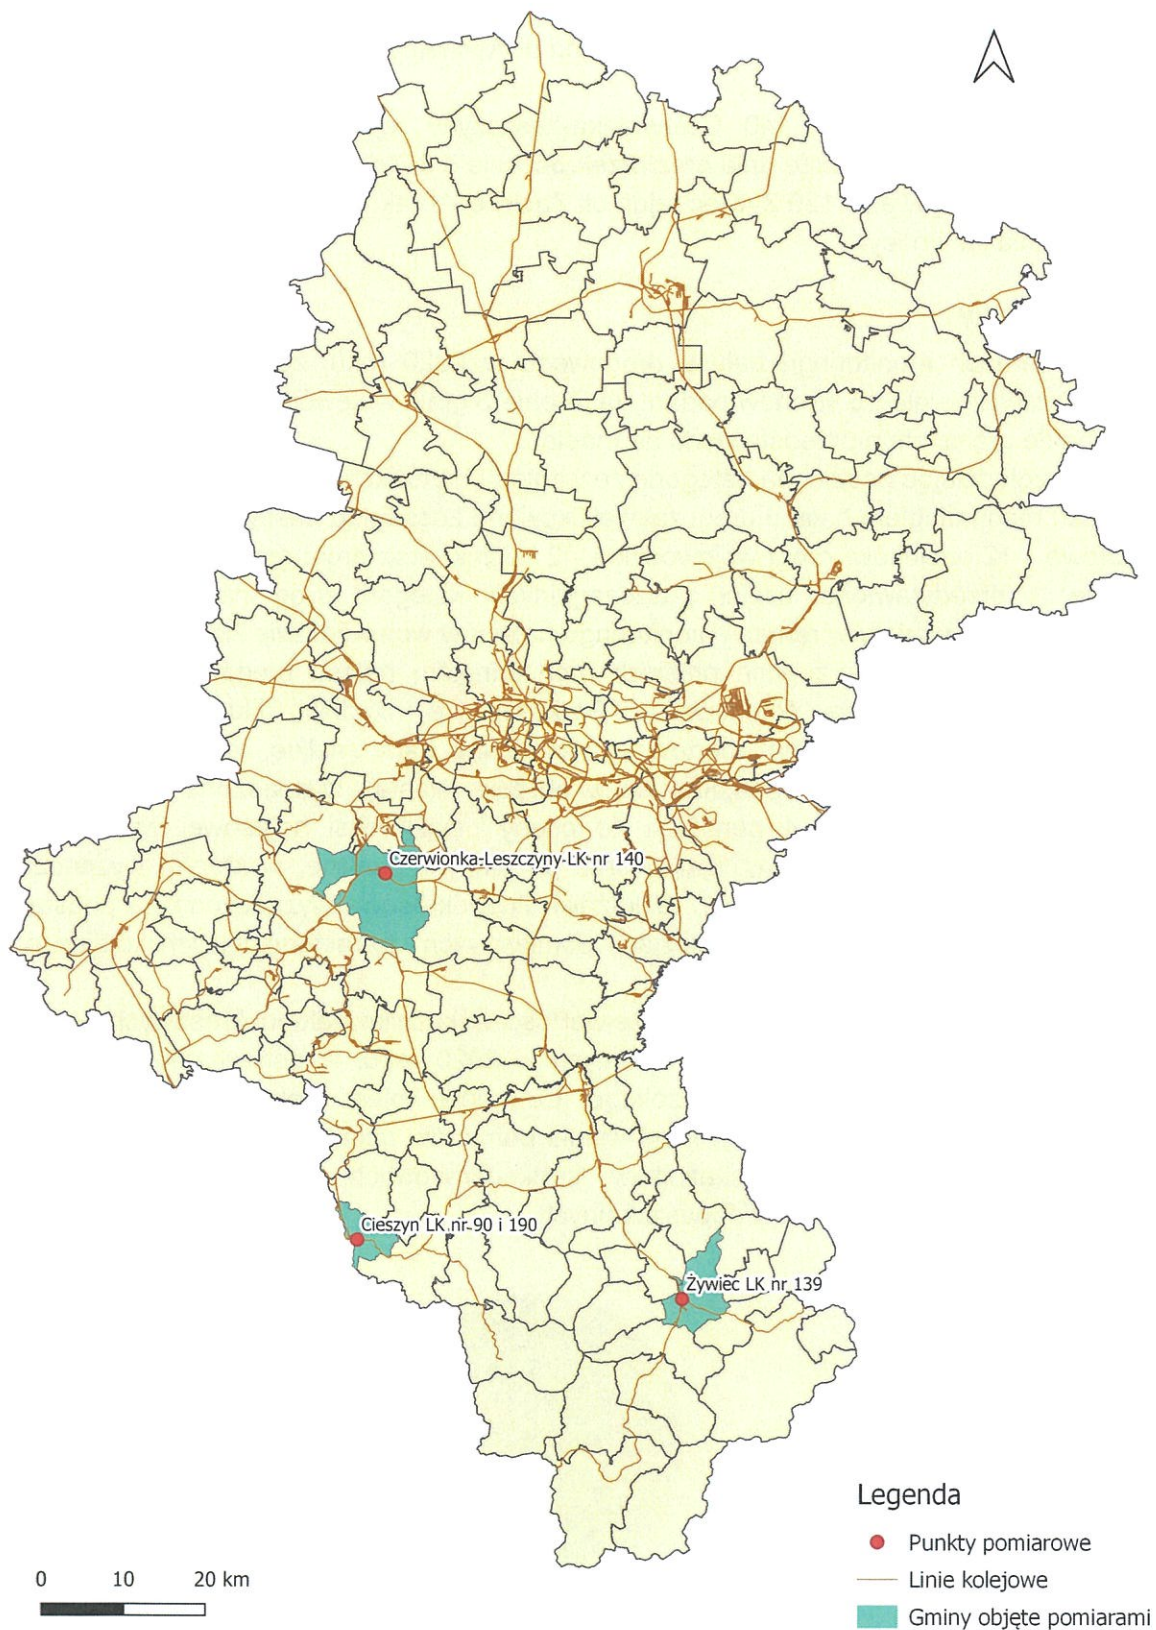 Czerwionka-Leszczyny LK nr 140
Cieszyn LK nr 90 i 190
Żywiec LK nr 139
Legenda
Punkty pomiarowe
Linie kolejowe
Gminy objęte pomiarami
0 10 20 km